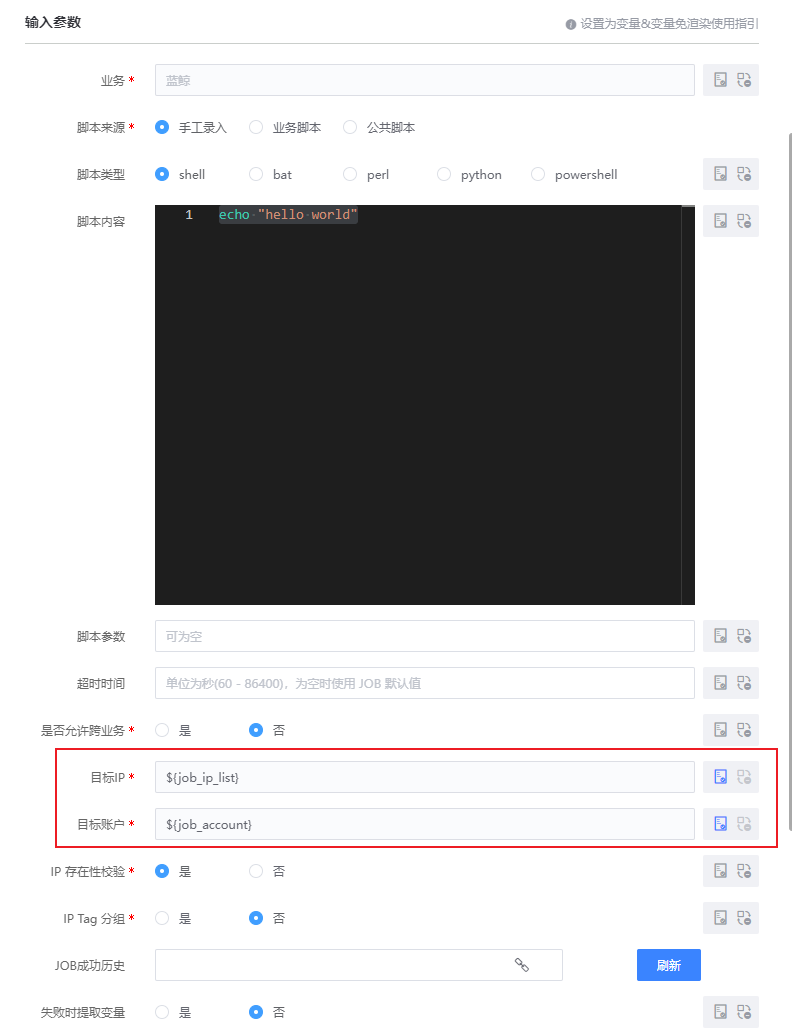 输入参数
设置为变量&变量免渲染使用指引
业务 * 蓝鲸
脚本来源 * 手工录入 业务脚本 公共脚本
脚本类型 shell bat perl python powershell
脚本内容 1 echo "hello world"
脚本参数 可为空
超时时间 单位为秒(60 - 86400)，为空时使用 JOB 默认值
是否允许跨业务 * 是 否
目标IP * ${job_ip_list}
目标账户 * ${job_account}
IP 存在性校验 * 是 否
IP Tag 分组 * 是 否
JOB成功历史 刷新
失败时提取变量 是 否